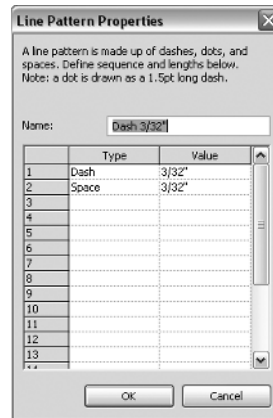 Line Pattern Properties
A line pattern is made up of dashes, dots, and
spaces. Define sequence and lengths below.
Note: a dot is drawn as a 1.5pt long dash.
Name: Dash 3/32"
Type Value
1 Dash 3/32"
2 Space 3/32"
3
4
5
6
7
8
9
10
11
12
13
OK Cancel